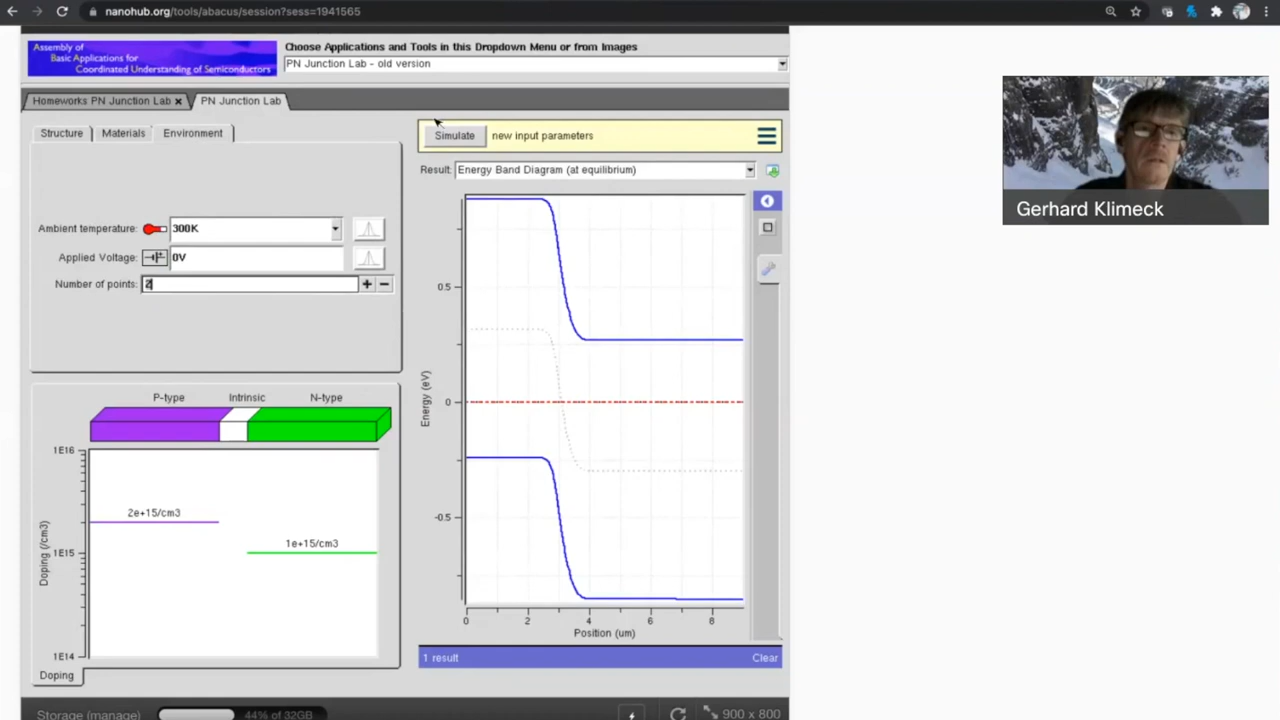 nanohub.org/tools/abacus/session?sess=1941565
Assembly of
Basic Applications for
Coordinated Understanding of Semiconductors
Choose Applications and Tools in this Dropdown Menu or from Images
PN Junction Lab - old version
Homeworks PN Junction Lab ×
PN Junction Lab
Structure
Materials
Environment
Simulate
new input parameters
Result:
Energy Band Diagram (at equilibrium)
Ambient temperature:
300K
Applied Voltage:
0V
Number of points:
2
P-type
Intrinsic
N-type
1E16
1E15
1E14
Doping (/cm3)
2e+15/cm3
1e+15/cm3
Doping
0.5
0
-0.5
Energy (eV)
0
2
4
6
8
Position (um)
1 result
Clear
Storage (manage)
44% of 32GB
900 x 800
Gerhard Klimeck